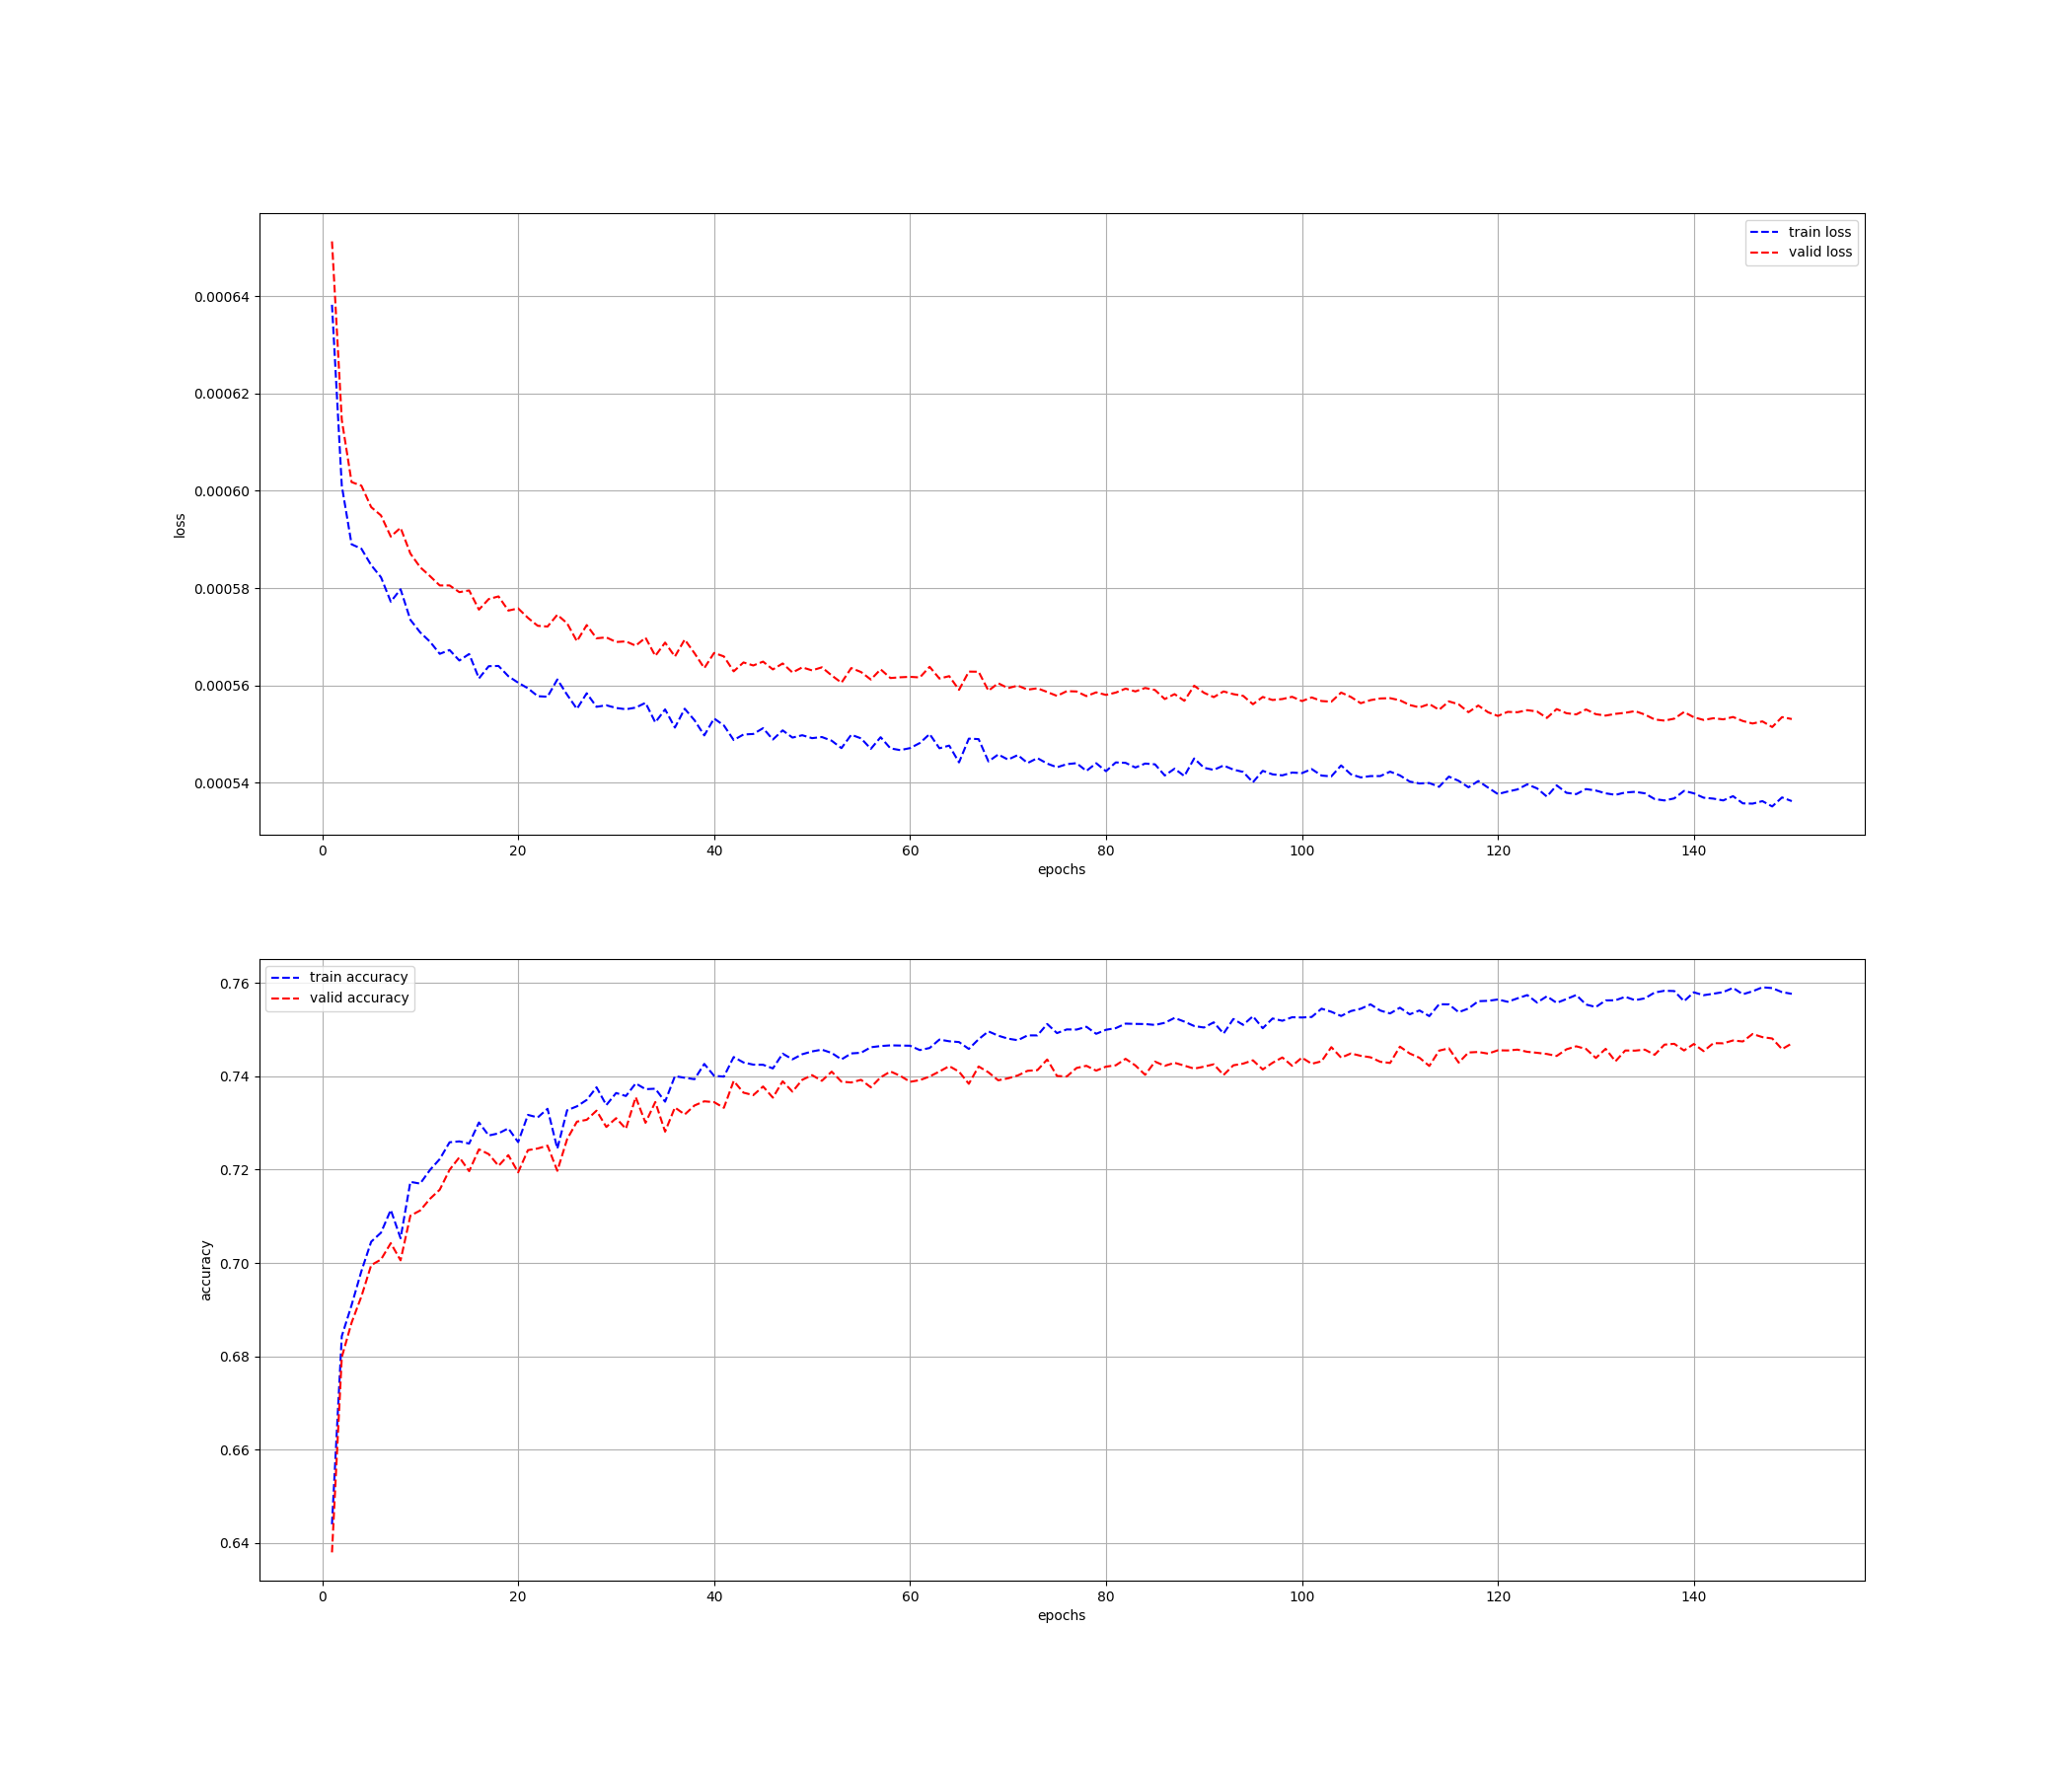 train loss
valid loss
0.00064
0.00062
0.00060
0.00058
0.00056
0.00054
loss
0 20 40 60 80 100 120 140
epochs
train accuracy
valid accuracy
0.76
0.74
0.72
0.70
0.68
0.66
0.64
accuracy
0 20 40 60 80 100 120 140
epochs